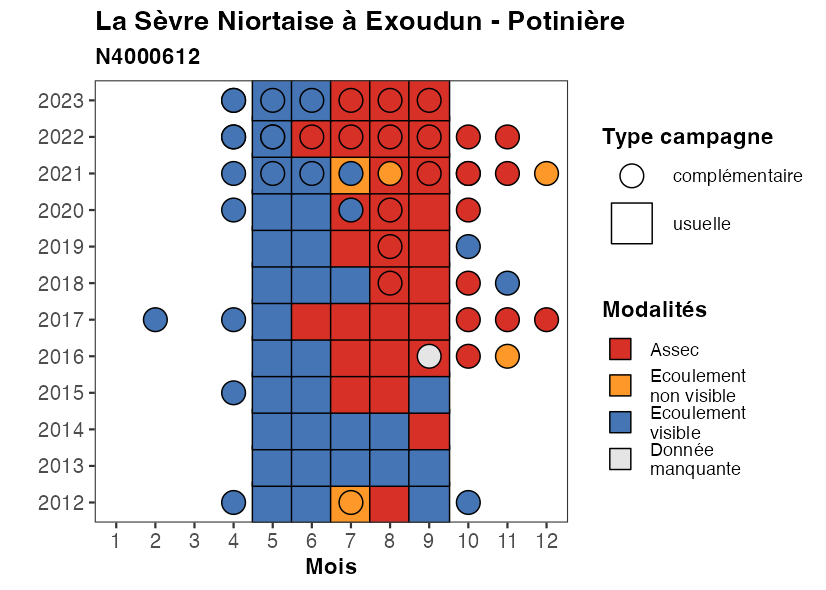 La Sèvre Niortaise à Exoudun - Potinière
N4000612
2023
2022
2021
2020
2019
2018
2017
2016
2015
2014
2013
2012
1 2 3 4 5 6 7 8 9 10 11 12
Mois
Type campagne
complémentaire
usuelle
Modalités
Assec
Ecoulement
non visible
Ecoulement
visible
Donnée
manquante